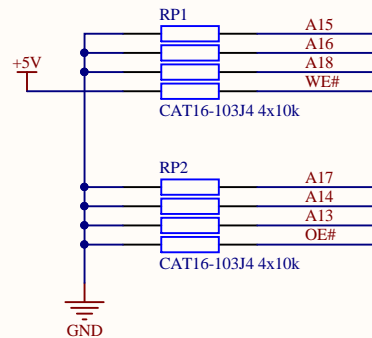 RP1
A15
A16
+5V
A18
WE#
CAT16-103J4 4x10k
RP2
A17
A14
A13
OE#
CAT16-103J4 4x10k
GND